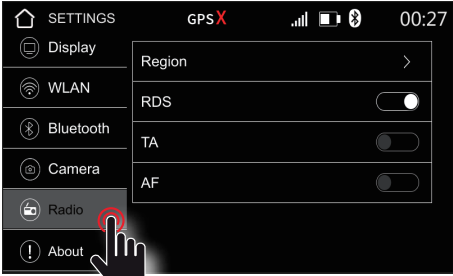 SETTINGS GPS X 00:27
Display
Region
WLAN
RDS
Bluetooth
TA
Camera
AF
Radio
About